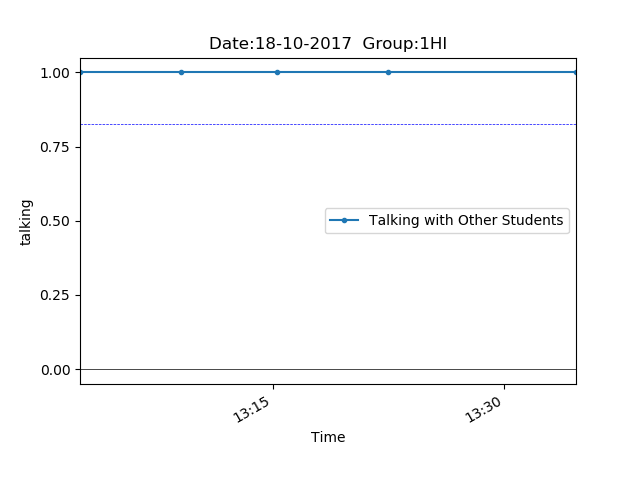 Date:18-10-2017  Group:1HI
1.00
0.75
talking
0.50
Talking with Other Students
0.25
0.00
13:15
13:30
Time